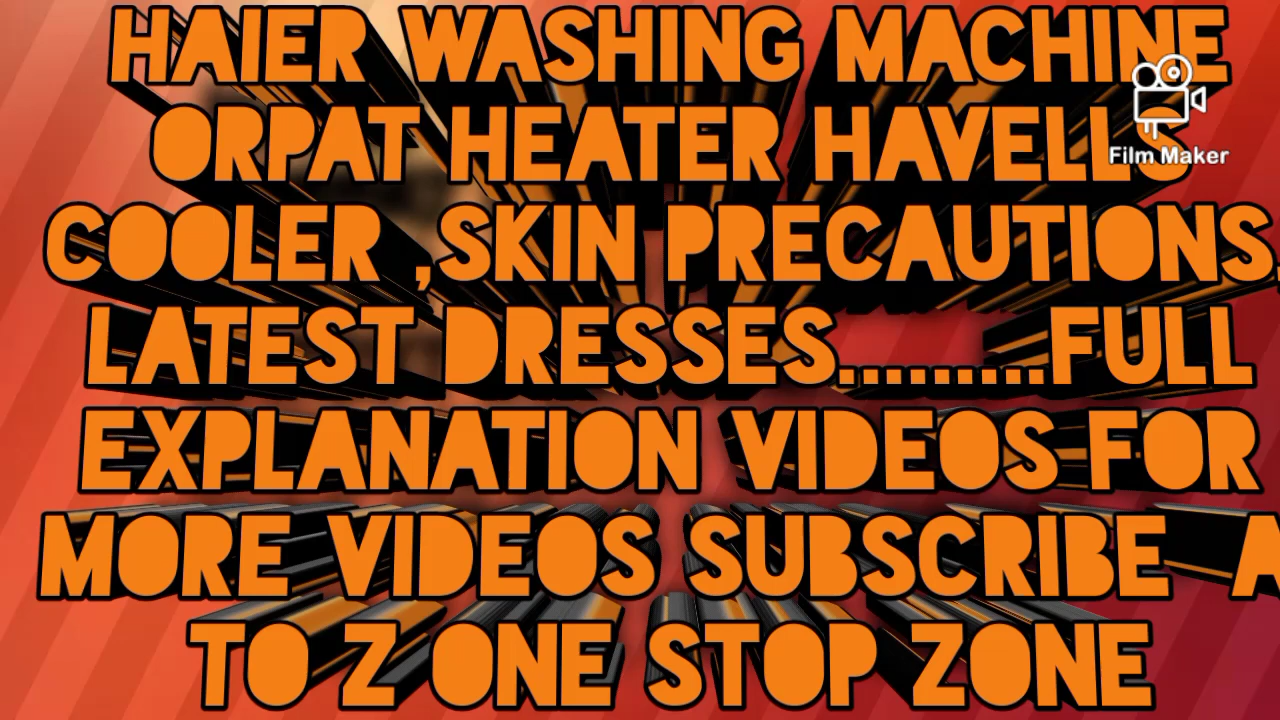 HAIER WASHING MACHINE
ORPAT HEATER HAVELLS
COOLER ,SKIN PRECAUTIONS,
LATEST DRESSES.........FULL
EXPLANATION VIDEOS FOR
MORE VIDEOS SUBSCRIBE A
TO Z ONE STOP ZONE
Film Maker